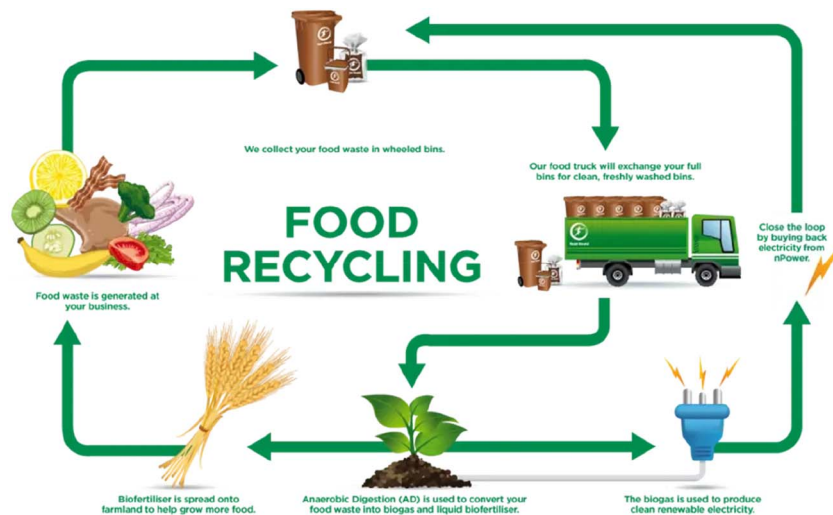 We collect your food waste in wheeled bins.
Our food truck will exchange your full
bins for clean, freshly washed bins.
FOOD
RECYCLING
Close the loop
by buying back
electricity from
nPower.
Food waste is generated at
your business.
Biofertiliser is spread onto
farmland to help grow more food.
Anaerobic Digestion (AD) is used to convert your
food waste into biogas and liquid biofertiliser.
The biogas is used to produce
clean renewable electricity.